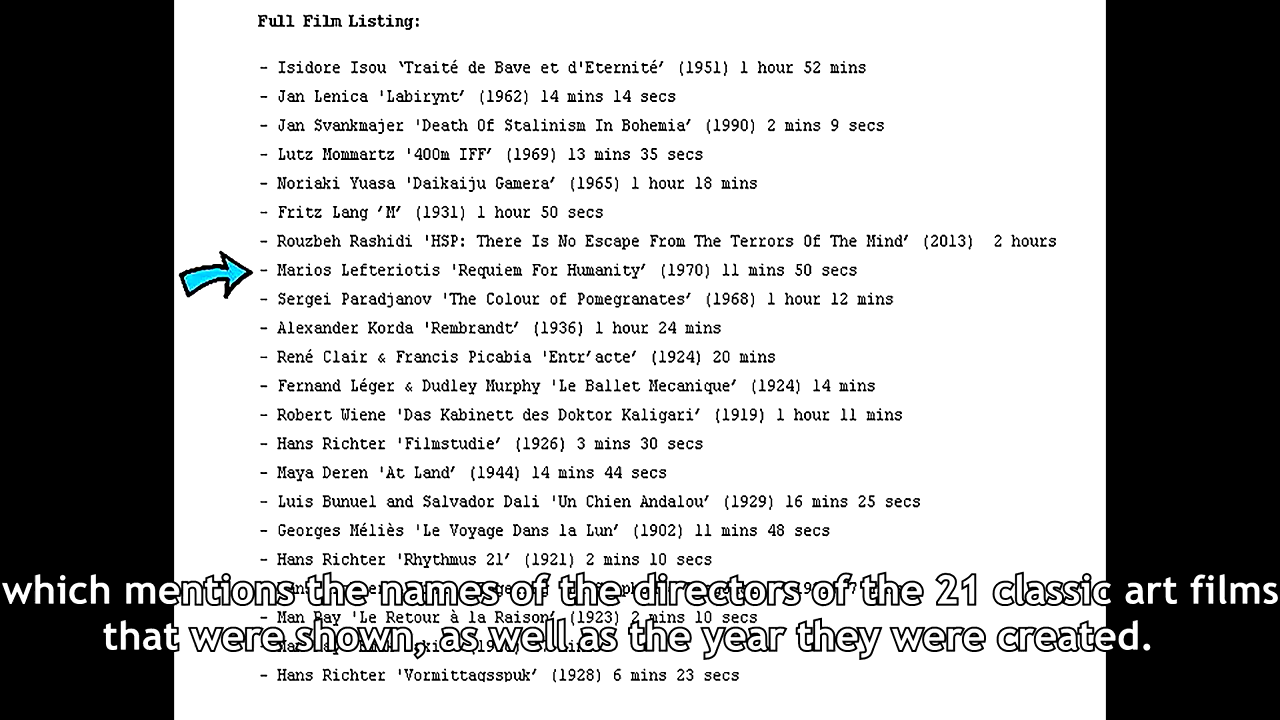 Full Film Listing:
- Isidore Isou ‘Traité de Bave et d'Eternité’ (1951) 1 hour 52 mins
- Jan Lenica 'Labirynt’ (1962) 14 mins 14 secs
- Jan Svankmajer 'Death Of Stalinism In Bohemia’ (1990) 2 mins 9 secs
- Lutz Mommartz '400m IFF’ (1969) 13 mins 35 secs
- Noriaki Yuasa 'Daikaiju Gamera’ (1965) 1 hour 18 mins
- Fritz Lang ’M’ (1931) 1 hour 50 secs
- Rouzbeh Rashidi 'HSP: There Is No Escape From The Terrors Of The Mind’ (2013) 2 hours
- Marios Lefteriotis 'Requiem For Humanity’ (1970) 11 mins 50 secs
- Sergei Paradjanov 'The Colour of Pomegranates’ (1968) 1 hour 12 mins
- Alexander Korda 'Rembrandt’ (1936) 1 hour 24 mins
- René Clair & Francis Picabia 'Entr’acte’ (1924) 20 mins
- Fernand Léger & Dudley Murphy 'Le Ballet Mecanique’ (1924) 14 mins
- Robert Wiene 'Das Kabinett des Doktor Kaligari’ (1919) 1 hour 11 mins
- Hans Richter 'Filmstudie’ (1926) 3 mins 30 secs
- Maya Deren 'At Land’ (1944) 14 mins 44 secs
- Luis Bunuel and Salvador Dali 'Un Chien Andalou’ (1929) 16 mins 25 secs
- Georges Méliès 'Le Voyage Dans la Lun’ (1902) 11 mins 48 secs
- Hans Richter 'Rhythmus 21’ (1921) 2 mins 10 secs
which mentions the names of the directors of the 21 classic art films
- Man Ray 'Le Retour à la Raison’ (1923) 2 mins 10 secs
that were shown, as well as the year they were created.
- Hans Richter 'Vormittagsspuk’ (1928) 6 mins 23 secs